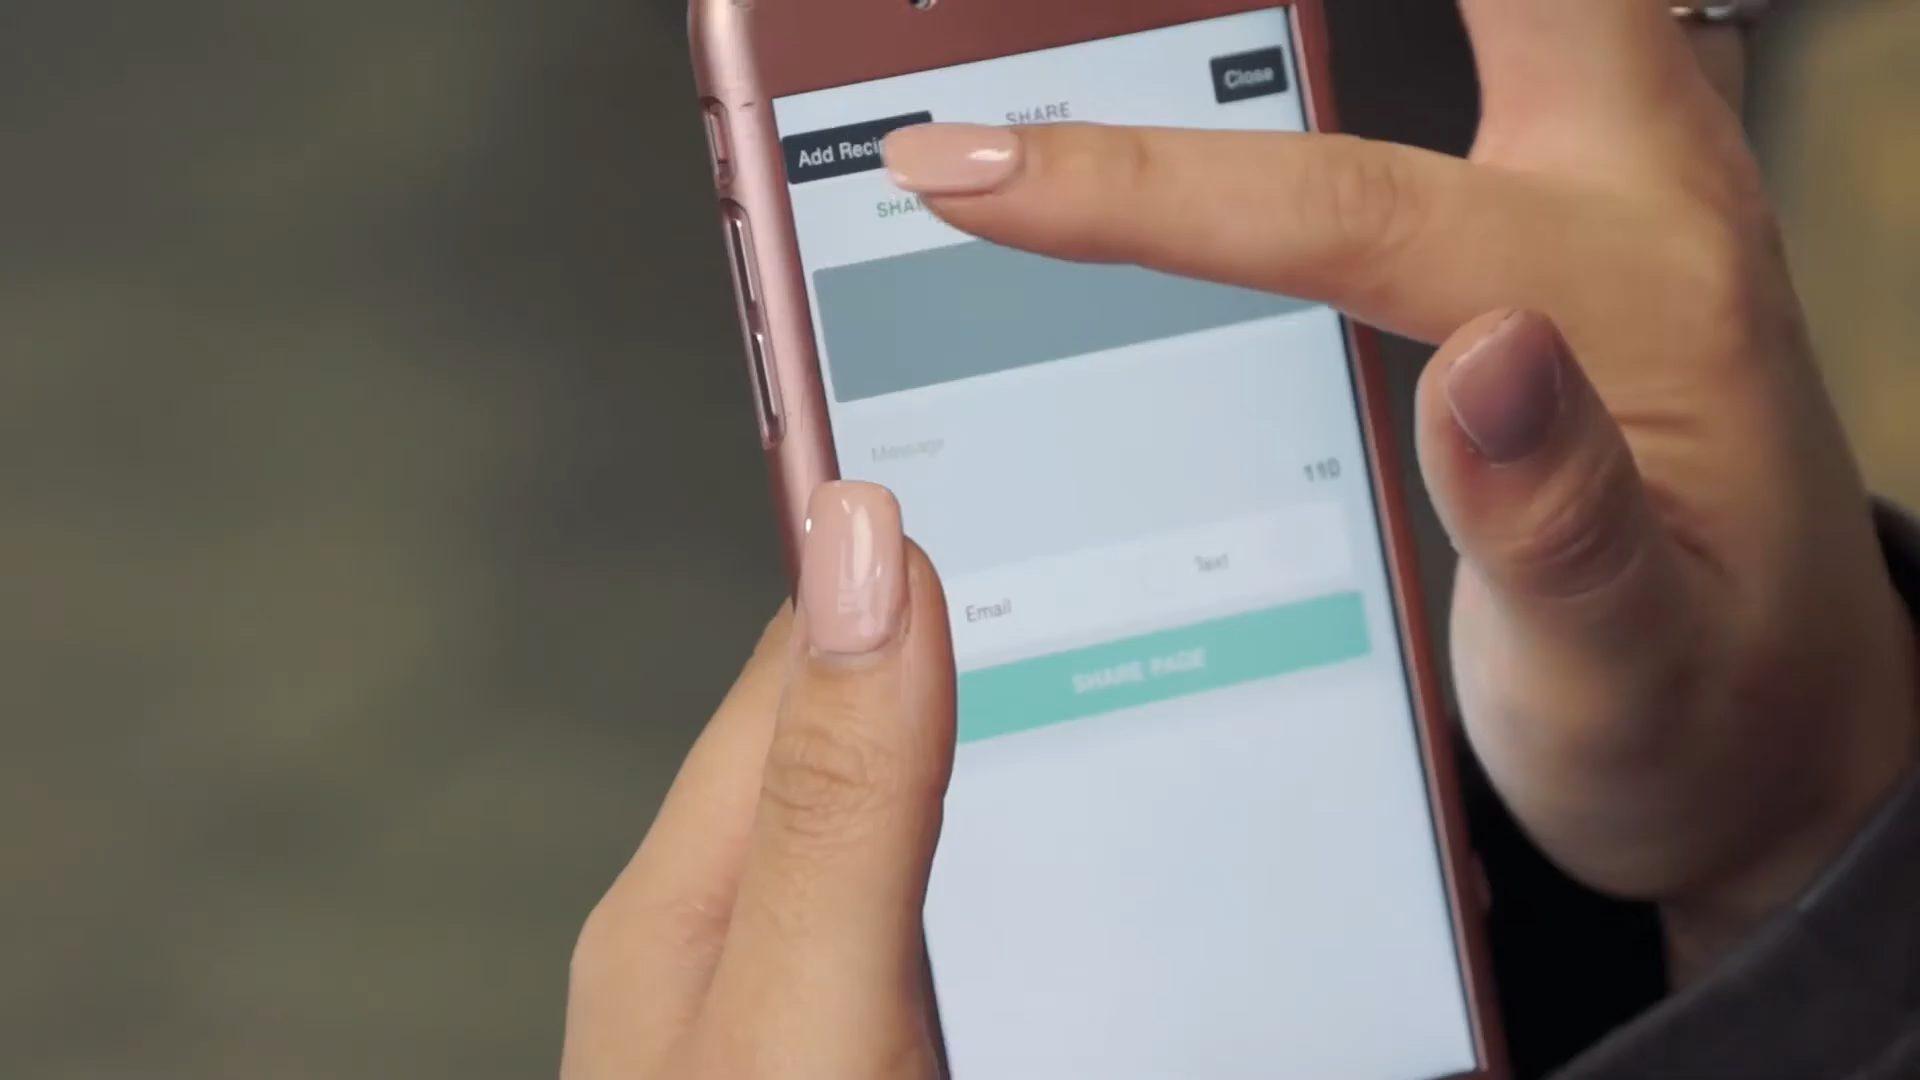 Close
SHARE
Add Recip
SHA
Message
110
Text
Email
SHARE PAGE